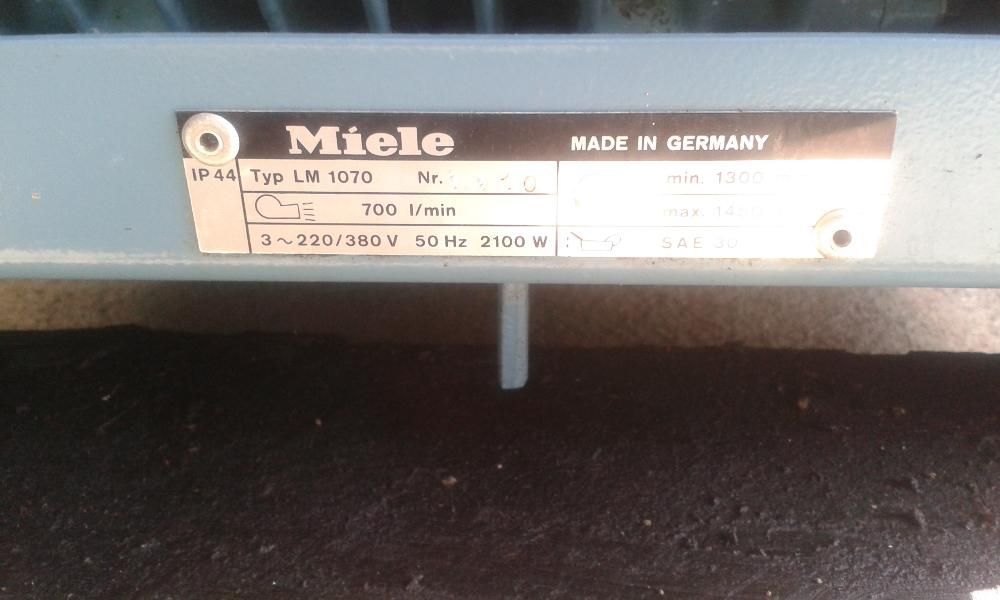 Miele MADE IN GERMANY
IP 44 Typ LM 1070 Nr. min. 1300
700 l/min max.
3~220/380 V 50 Hz 2100 W SAE 30